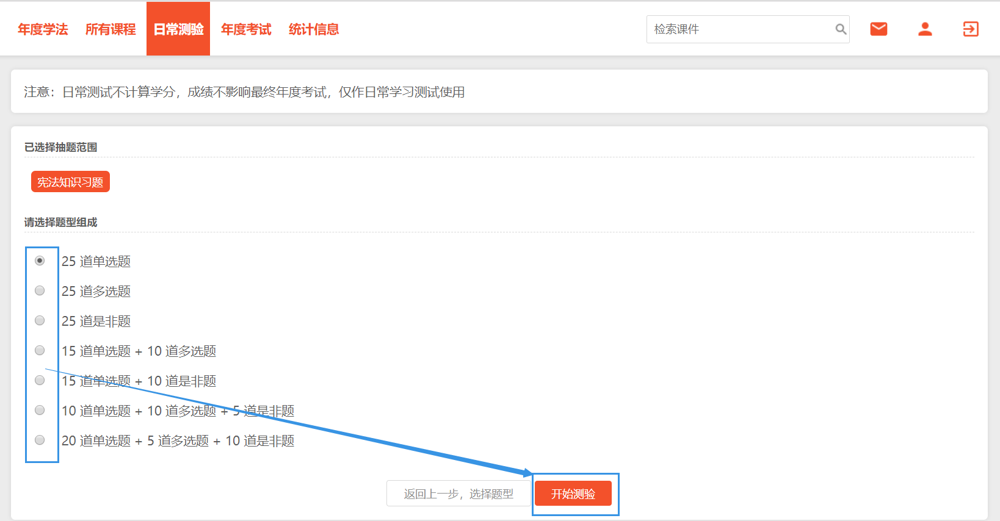 年度学法 所有课程 日常测验 年度考试 统计信息 检索课件
注意：日常测试不计算学分，成绩不影响最终年度考试，仅作日常学习测试使用
已选择抽题范围
宪法知识习题
请选择题型组成
25 道单选题
25 道多选题
25 道是非题
15 道单选题 + 10 道多选题
15 道单选题 + 10 道是非题
10 道单选题 + 10 道多选题 + 5 道是非题
20 道单选题 + 5 道多选题 + 10 道是非题
返回上一步，选择题型 开始测验